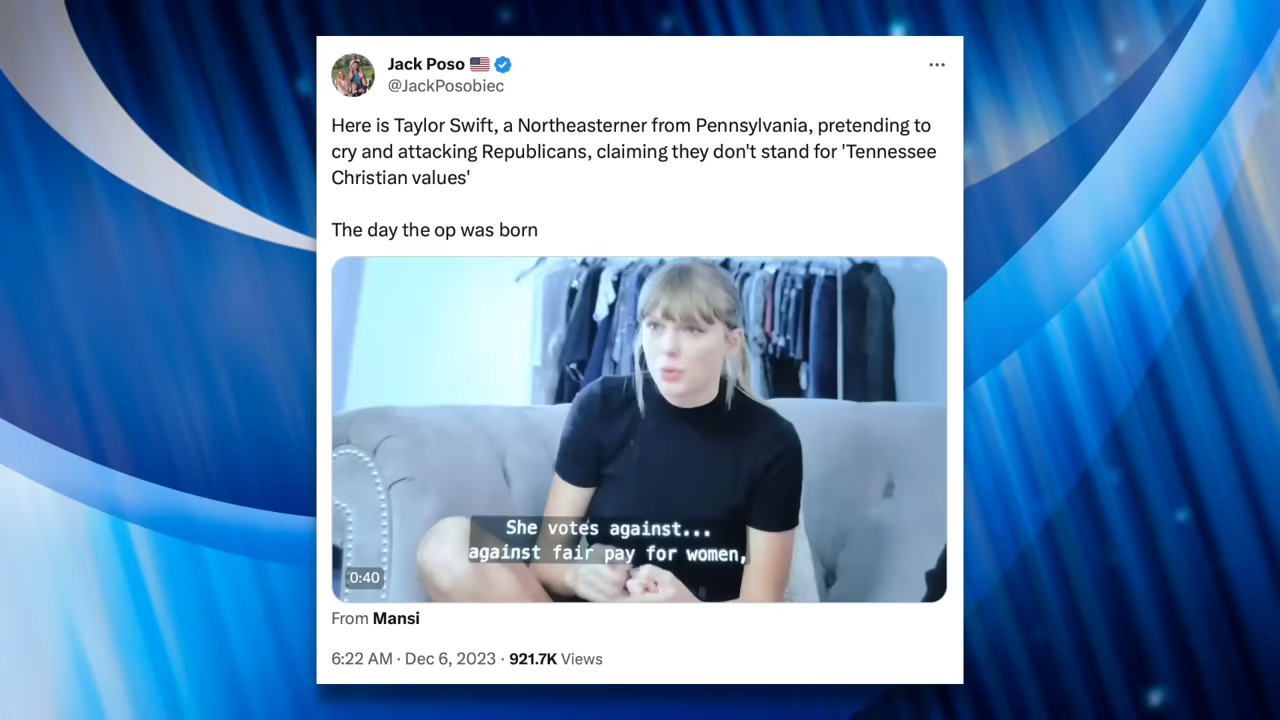 Jack Poso 🇺🇸
@JackPosobiec
Here is Taylor Swift, a Northeasterner from Pennsylvania, pretending to
cry and attacking Republicans, claiming they don't stand for 'Tennessee
Christian values'
The day the op was born
She votes against...
against fair pay for women,
0:40
From Mansi
6:22 AM · Dec 6, 2023 · 921.7K Views